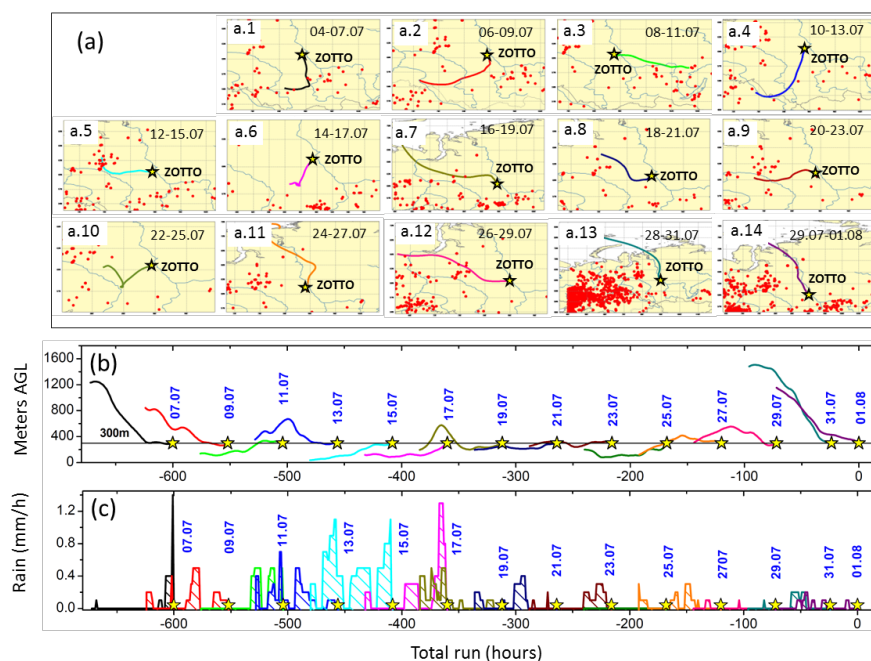 (a)
a.1 04-07.07 ZOTTO
a.2 06-09.07 ZOTTO
a.3 08-11.07 ZOTTO
a.4 10-13.07 ZOTTO
a.5 12-15.07 ZOTTO
a.6 14-17.07 ZOTTO
a.7 16-19.07 ZOTTO
a.8 18-21.07 ZOTTO
a.9 20-23.07 ZOTTO
a.10 22-25.07 ZOTTO
a.11 24-27.07 ZOTTO
a.12 26-29.07 ZOTTO
a.13 28-31.07 ZOTTO
a.14 29.07-01.08 ZOTTO
(b)
Meters AGL
1600
1200
800
400
0
300m
07.07 09.07 11.07 13.07 15.07 17.07 19.07 21.07 23.07 25.07 27.07 29.07 31.07 01.08
-600 -500 -400 -300 -200 -100 0
(c)
Rain (mm/h)
1.2
0.8
0.4
0.0
07.07 09.07 11.07 13.07 15.07 17.07 19.07 21.07 23.07 25.07 2707 29.07 31.07 01.08
-600 -500 -400 -300 -200 -100 0
Total run (hours)